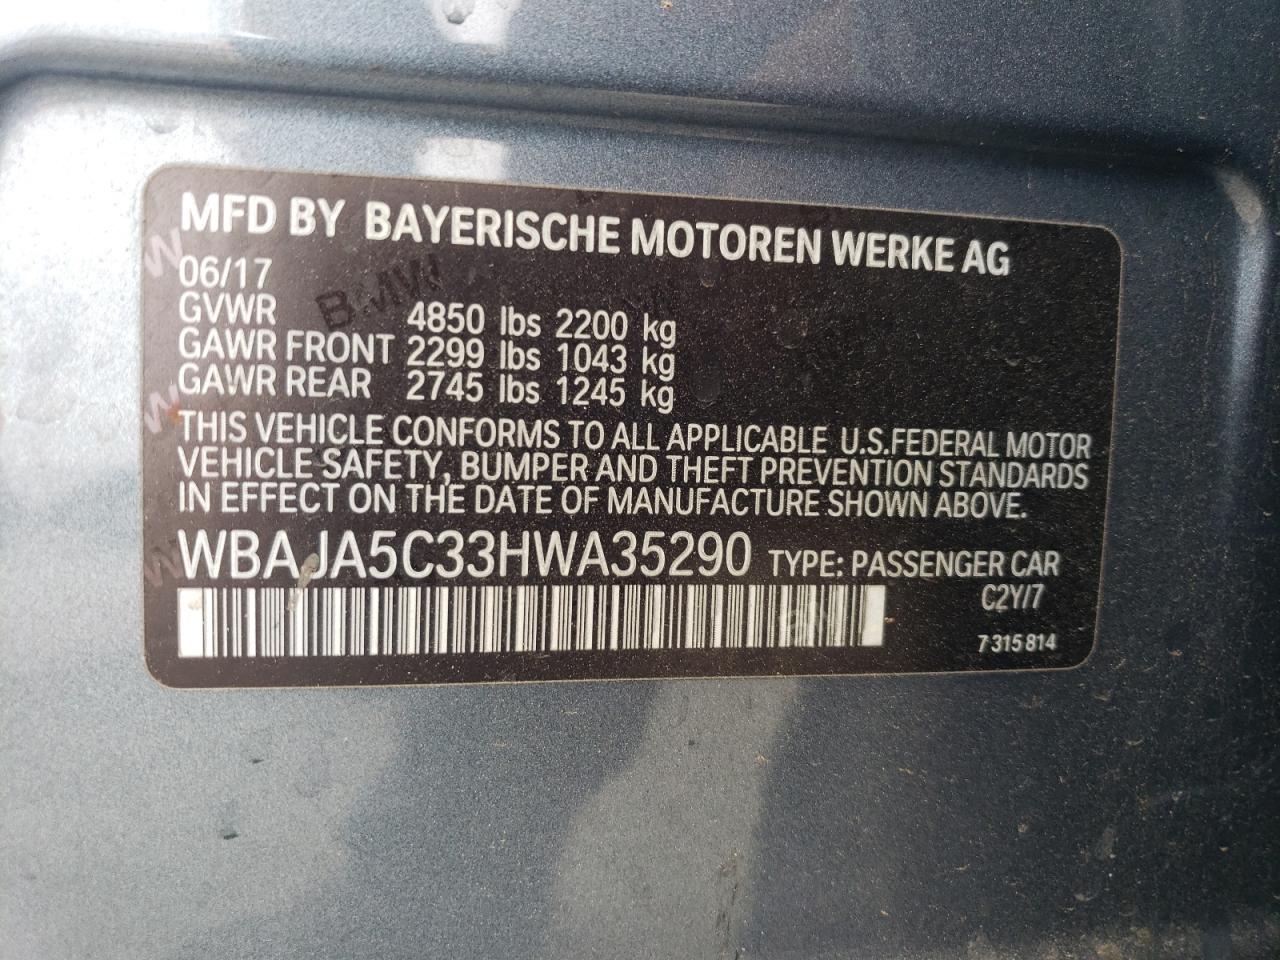 MFD BY BAYERISCHE MOTOREN WERKE AG
06/17
GVWR 4850 lbs 2200 kg
GAWR FRONT 2299 lbs 1043 kg
GAWR REAR 2745 lbs 1245 kg
THIS VEHICLE CONFORMS TO ALL APPLICABLE U.S.FEDERAL MOTOR
VEHICLE SAFETY, BUMPER AND THEFT PREVENTION STANDARDS
IN EFFECT ON THE DATE OF MANUFACTURE SHOWN ABOVE.
WBAJA5C33HWA35290 TYPE: PASSENGER CAR
C2Y/7
7 315 814
BMW